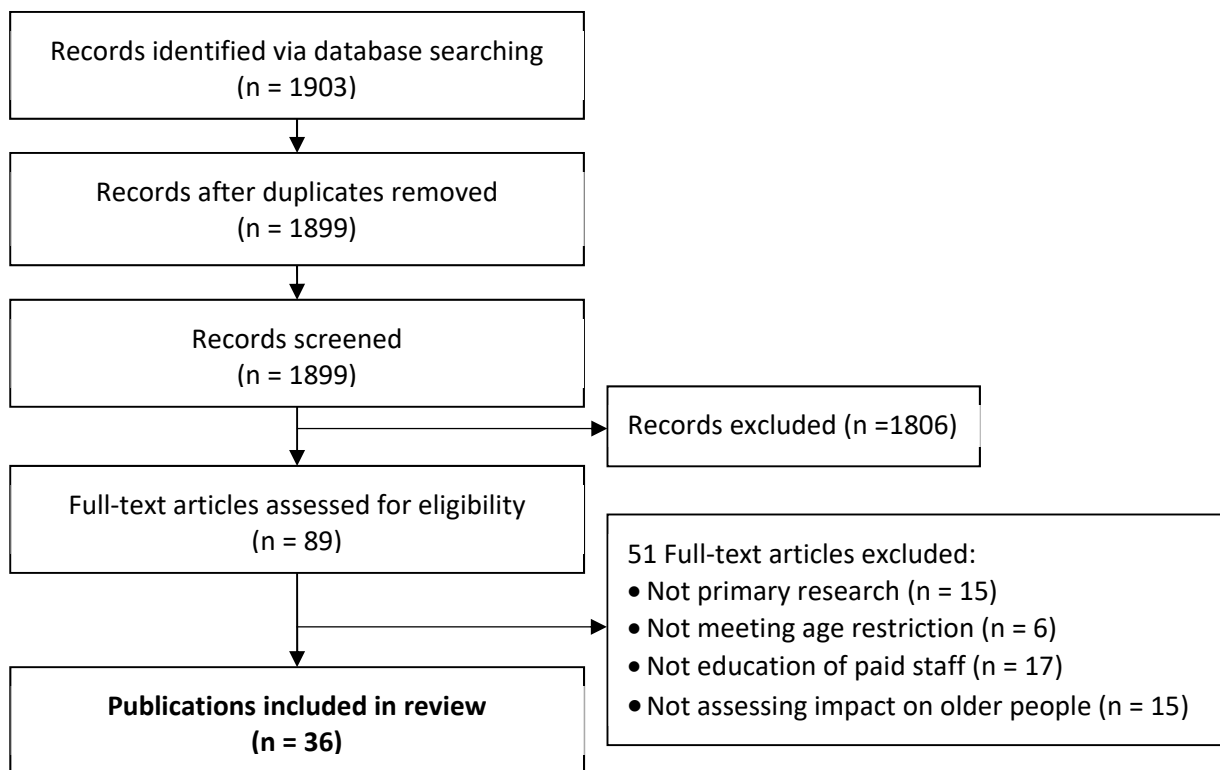 Records identified via database searching
(n = 1903)
Records after duplicates removed
(n = 1899)
Records screened
(n = 1899)
Records excluded (n =1806)
Full-text articles assessed for eligibility
(n = 89)
51 Full-text articles excluded:
• Not primary research (n = 15)
• Not meeting age restriction (n = 6)
• Not education of paid staff (n = 17)
• Not assessing impact on older people (n = 15)
Publications included in review
(n = 36)